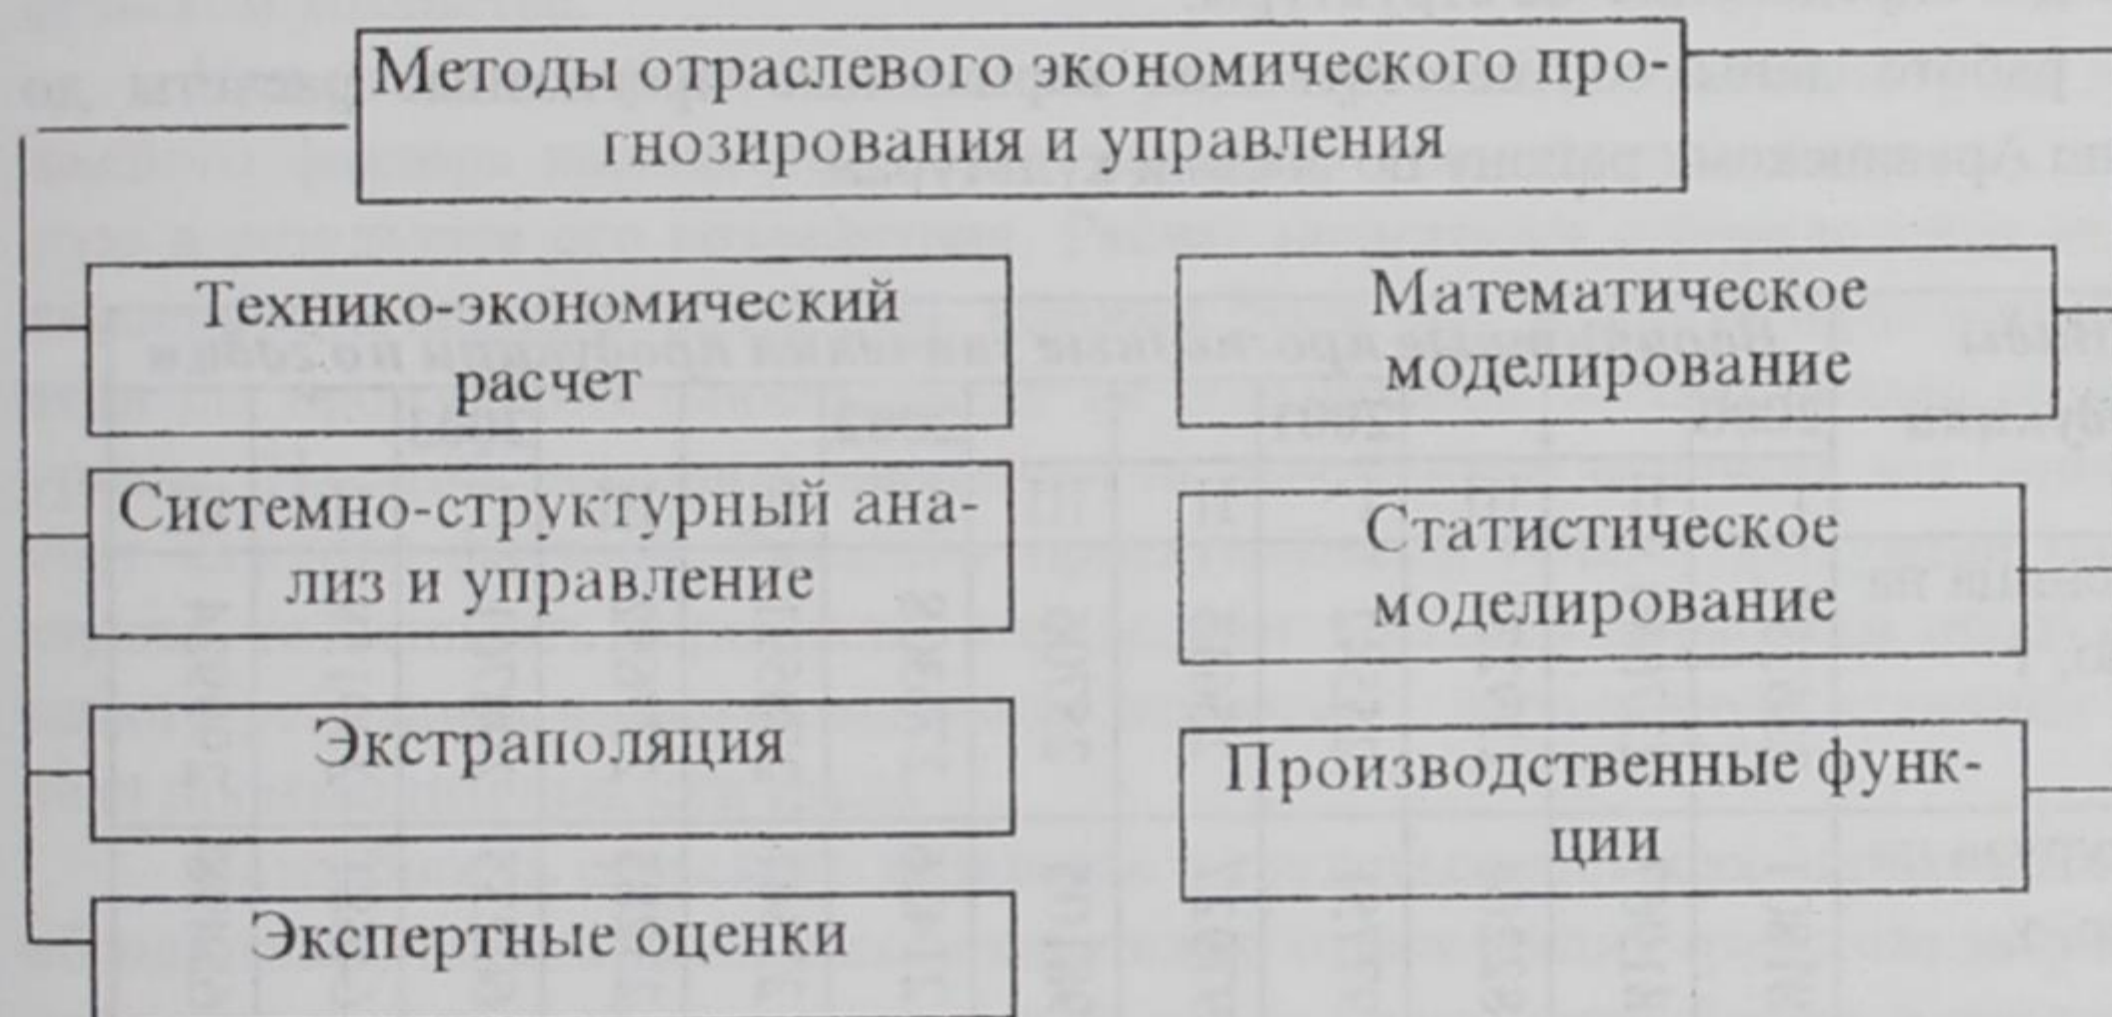 Методы отраслевого экономического про-
гнозирования и управления
Технико-экономический
расчет
Системно-структурный ана-
лиз и управление
Экстраполяция
Экспертные оценки
Математическое
моделирование
Статистическое
моделирование
Производственные функ-
ции